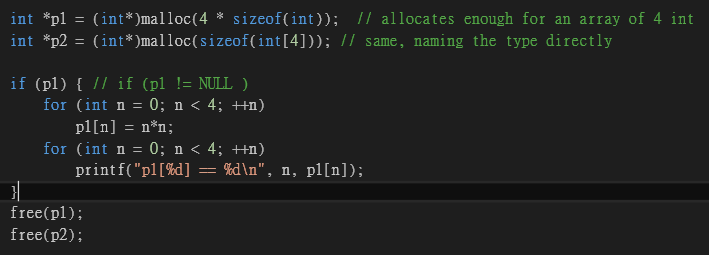 int *p1 = (int*)malloc(4 * sizeof(int));  // allocates enough for an array of 4 int
int *p2 = (int*)malloc(sizeof(int[4])); // same, naming the type directly

if (p1) { // if (p1 != NULL )
    for (int n = 0; n < 4; ++n)
        p1[n] = n*n;
    for (int n = 0; n < 4; ++n)
        printf("p1[%d] == %d\n", n, p1[n]);
}
free(p1);
free(p2);